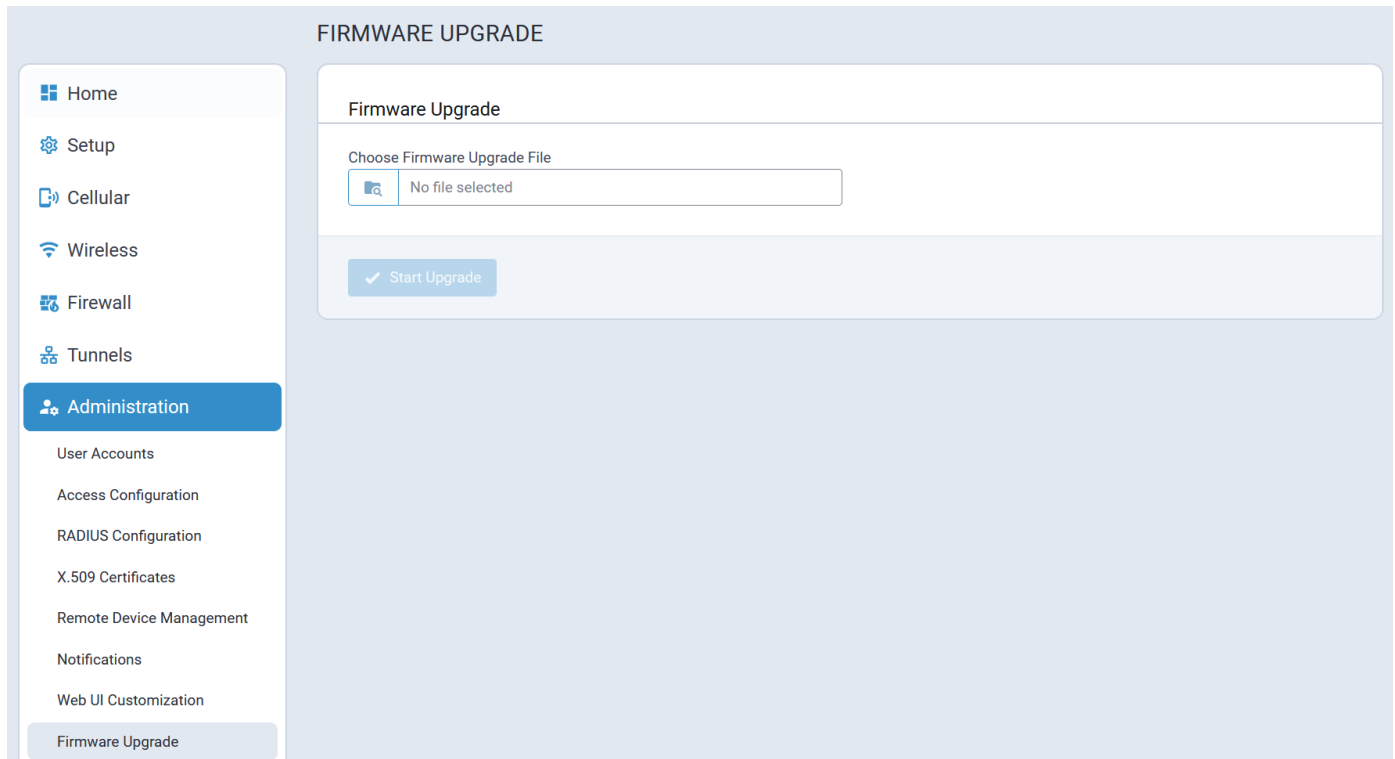 FIRMWARE UPGRADE
Home
Setup
Cellular
Wireless
Firewall
Tunnels
Administration
User Accounts
Access Configuration
RADIUS Configuration
X.509 Certificates
Remote Device Management
Notifications
Web UI Customization
Firmware Upgrade
Firmware Upgrade
Choose Firmware Upgrade File
No file selected
Start Upgrade